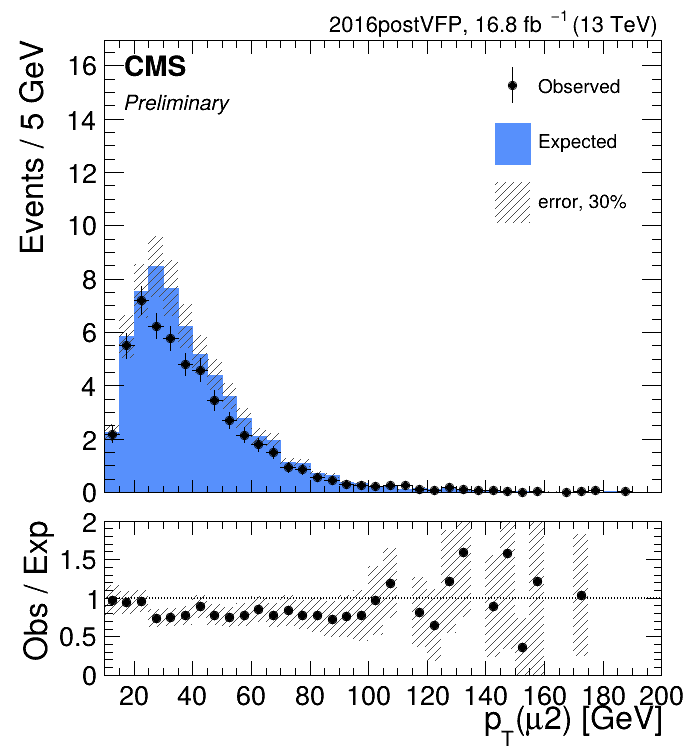 2016postVFP, 16.8 fb⁻¹ (13 TeV)
Events / 5 GeV
16
14
12
10
8
6
4
2
0
CMS
Preliminary
Observed
Expected
error, 30%
Obs / Exp
2
1.5
1
0.5
0
20 40 60 80 100 120 140 160 180 200
p_T(μ2) [GeV]